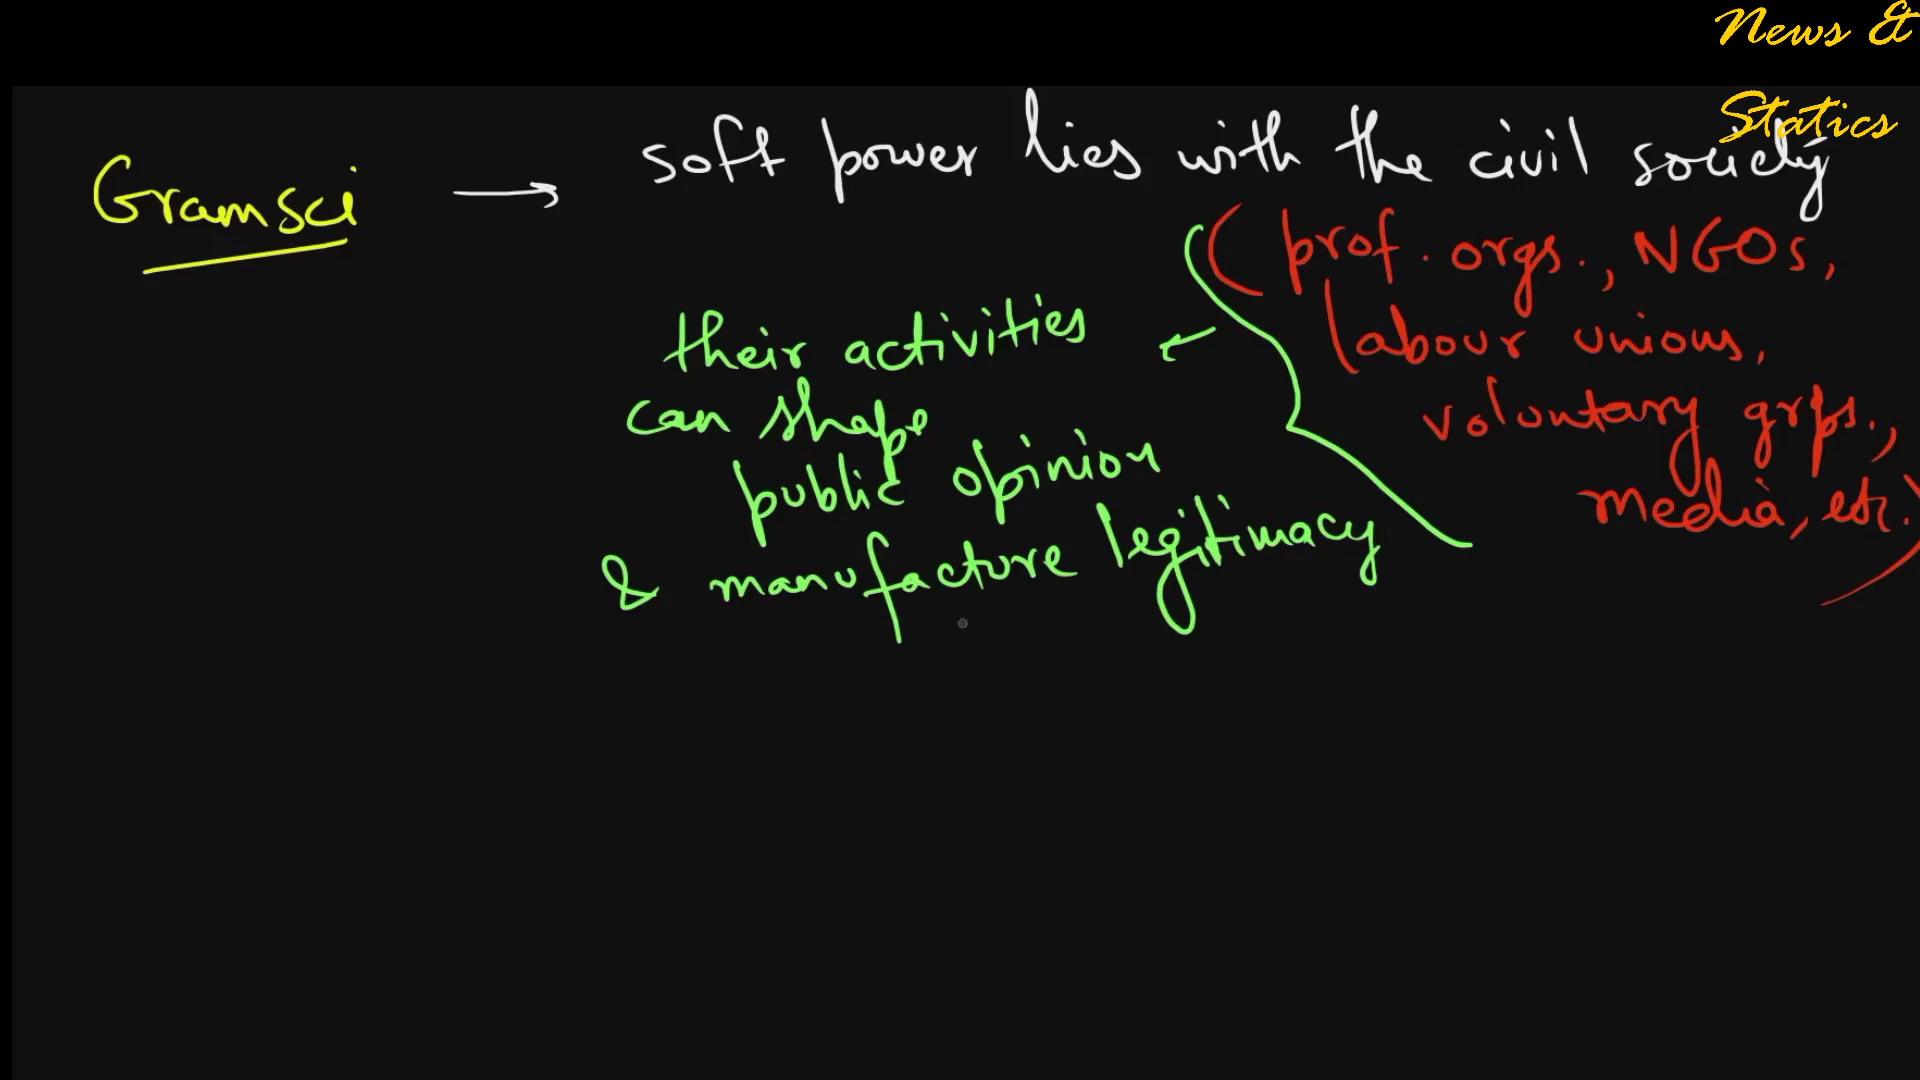 News &
Statics
Gramsci → soft power lies with the civil society
(prof. orgs., NGOs,
labour unions,
voluntary grps.,
media, etc.)
their activities ←
can shape
public opinion
& manufacture legitimacy